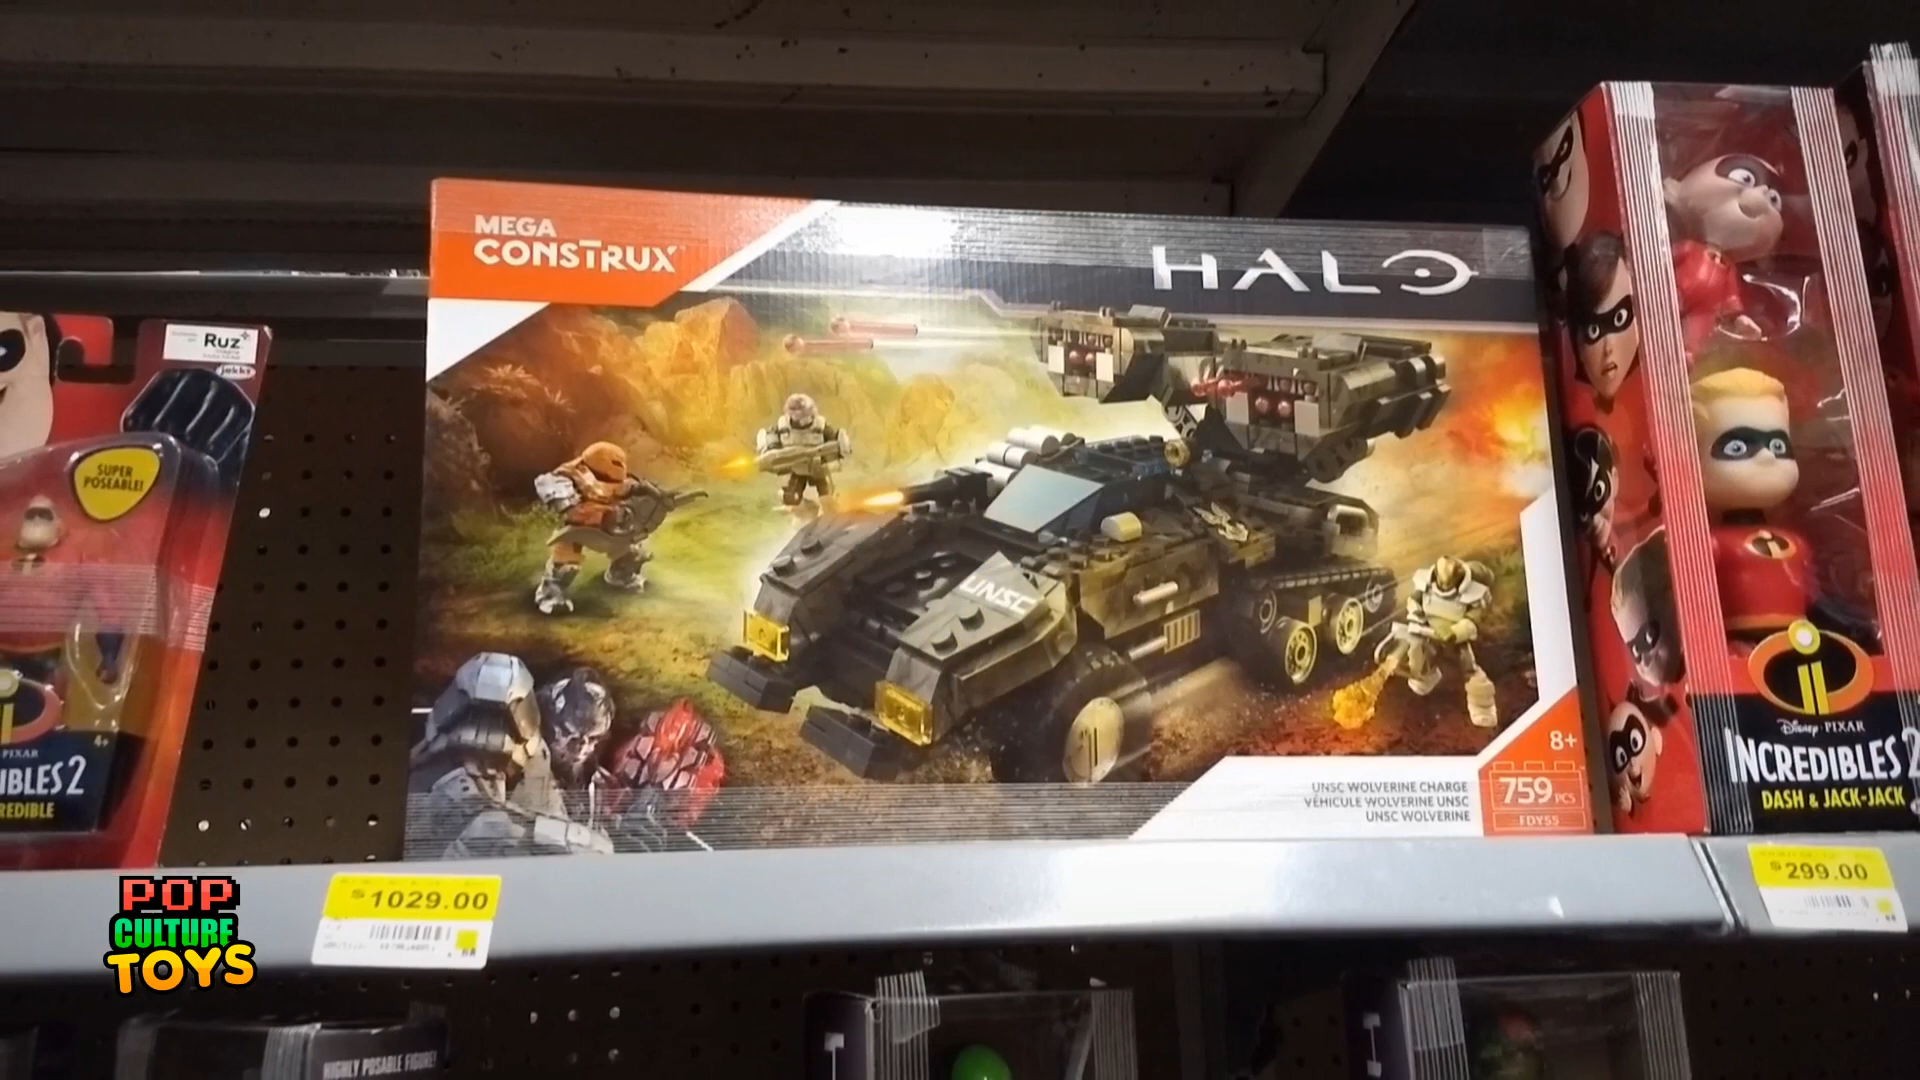 MEGA
CONSTRUX
HALO
UNSC
8+
759 PCS
FDY55
UNSC WOLVERINE CHARGE
VÉHICULE WOLVERINE UNSC
UNSC WOLVERINE
Ruz
SUPER
POSEABLE!
4+
PIXAR
IBLES 2
REDIBLE
Disney · PIXAR
INCREDIBLES 2
DASH & JACK-JACK
$1029.00
$299.00
POP
CULTURE
TOYS
HIGHLY POSABLE FIGURE!